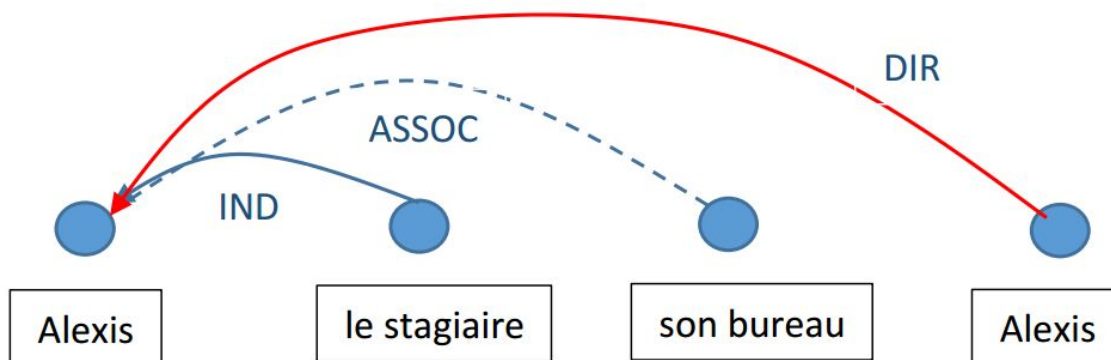 DIR
ASSOC
IND
Alexis
le stagiaire
son bureau
Alexis